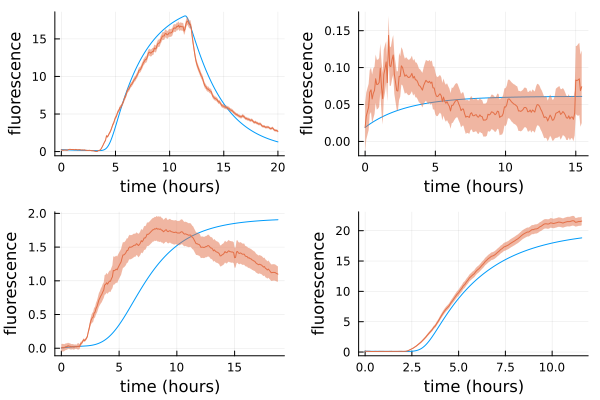 fluorescence
15
10
5
0
0 5 10 15 20
time (hours)
fluorescence
0.15
0.10
0.05
0.00
0 5 10 15
time (hours)
fluorescence
2.0
1.5
1.0
0.5
0.0
0 5 10 15
time (hours)
fluorescence
20
15
10
5
0
0.0 2.5 5.0 7.5 10.0
time (hours)